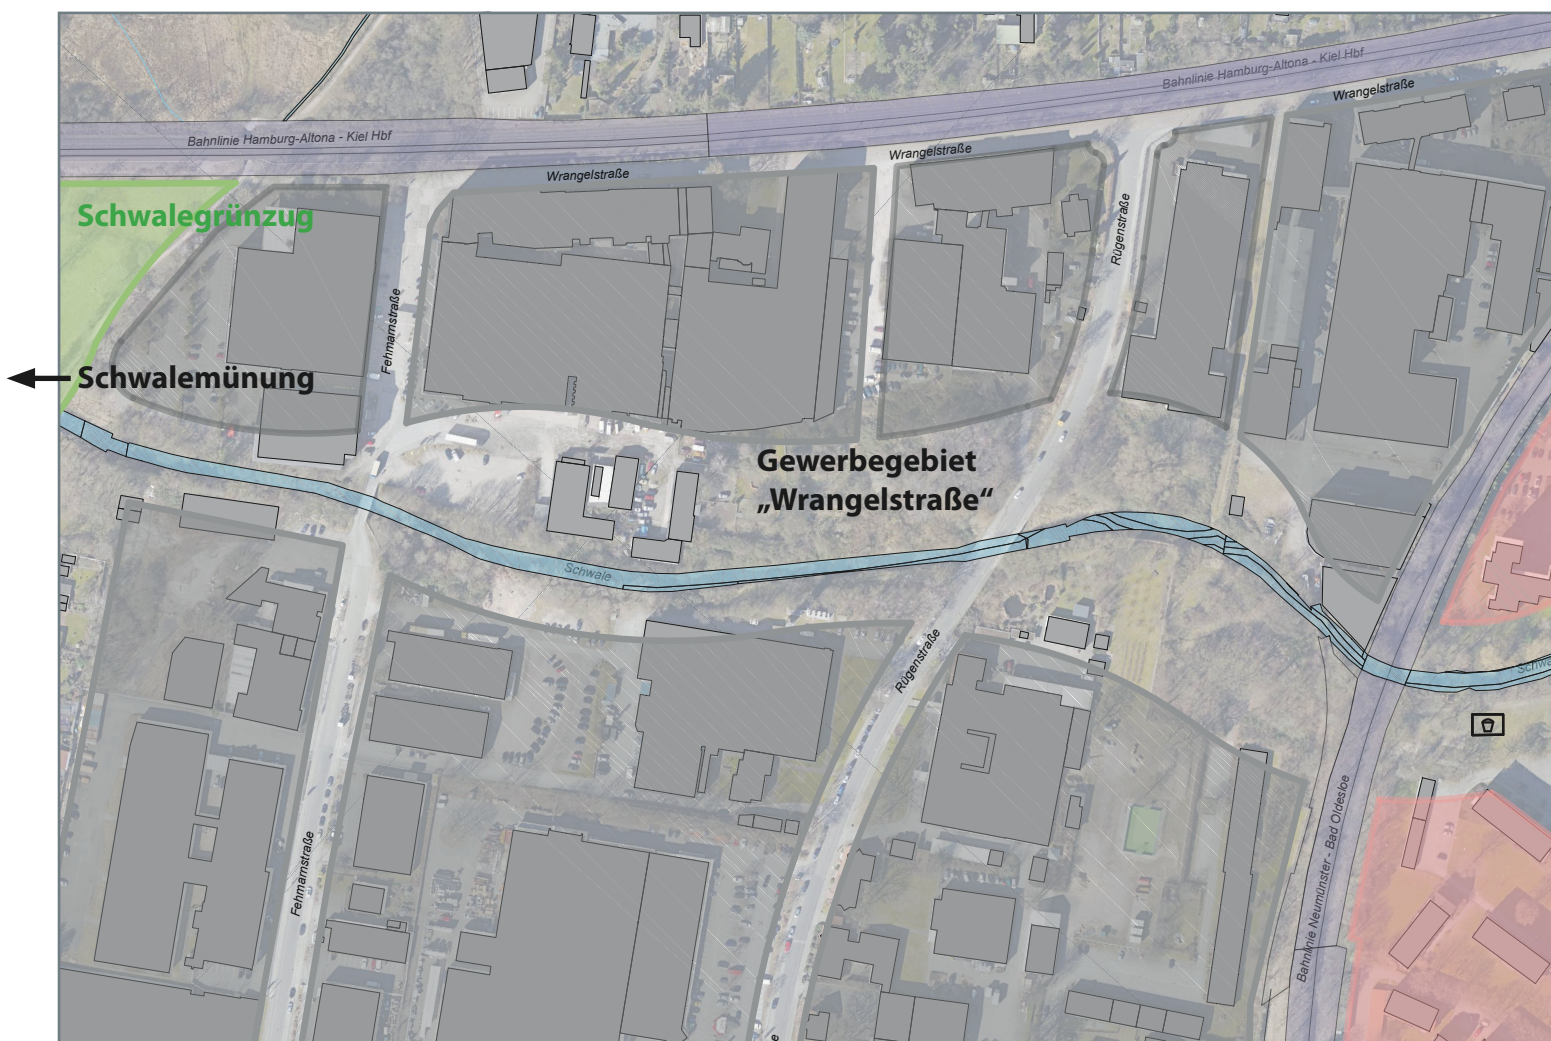 Bahnlinie Hamburg-Altona - Kiel Hbf
Wrangelstraße
Bahnlinie Hamburg-Altona - Kiel Hbf
Wrangelstraße
Wrangelstraße
Schwalegrünzug
Rügenstraße
Fehmarnstraße
Schwalemünung
Gewerbegebiet
„Wrangelstraße“
Schwale
Rügenstraße
Fehmarnstraße
Bahnlinie Neumünster - Bad Oldesloe